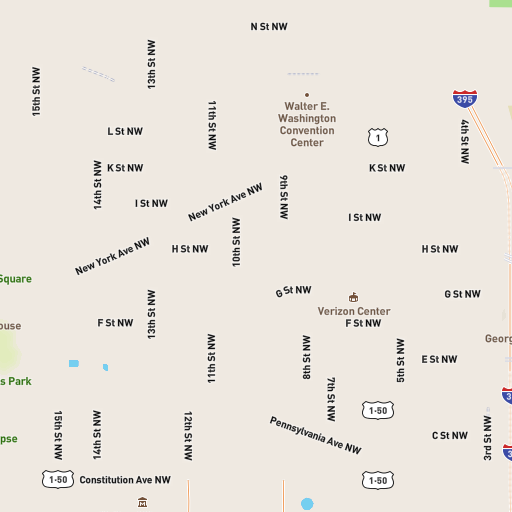 N St NW
15th St NW
13th St NW
395
Walter E.
Washington
Convention
Center
11th St NW
4th St NW
L St NW
1
K St NW
K St NW
14th St NW
9th St NW
I St NW
New York Ave NW
I St NW
10th St NW
New York Ave NW
H St NW
H St NW
Square
G St NW
G St NW
13th St NW
Verizon Center
F St NW
F St NW
ouse
Georg
11th St NW
8th St NW
5th St NW
E St NW
s Park
7th St NW
3
1-50
15th St NW
14th St NW
12th St NW
Pennsylvania Ave NW
C St NW
3rd St NW
pse
3
1-50
Constitution Ave NW
1-50